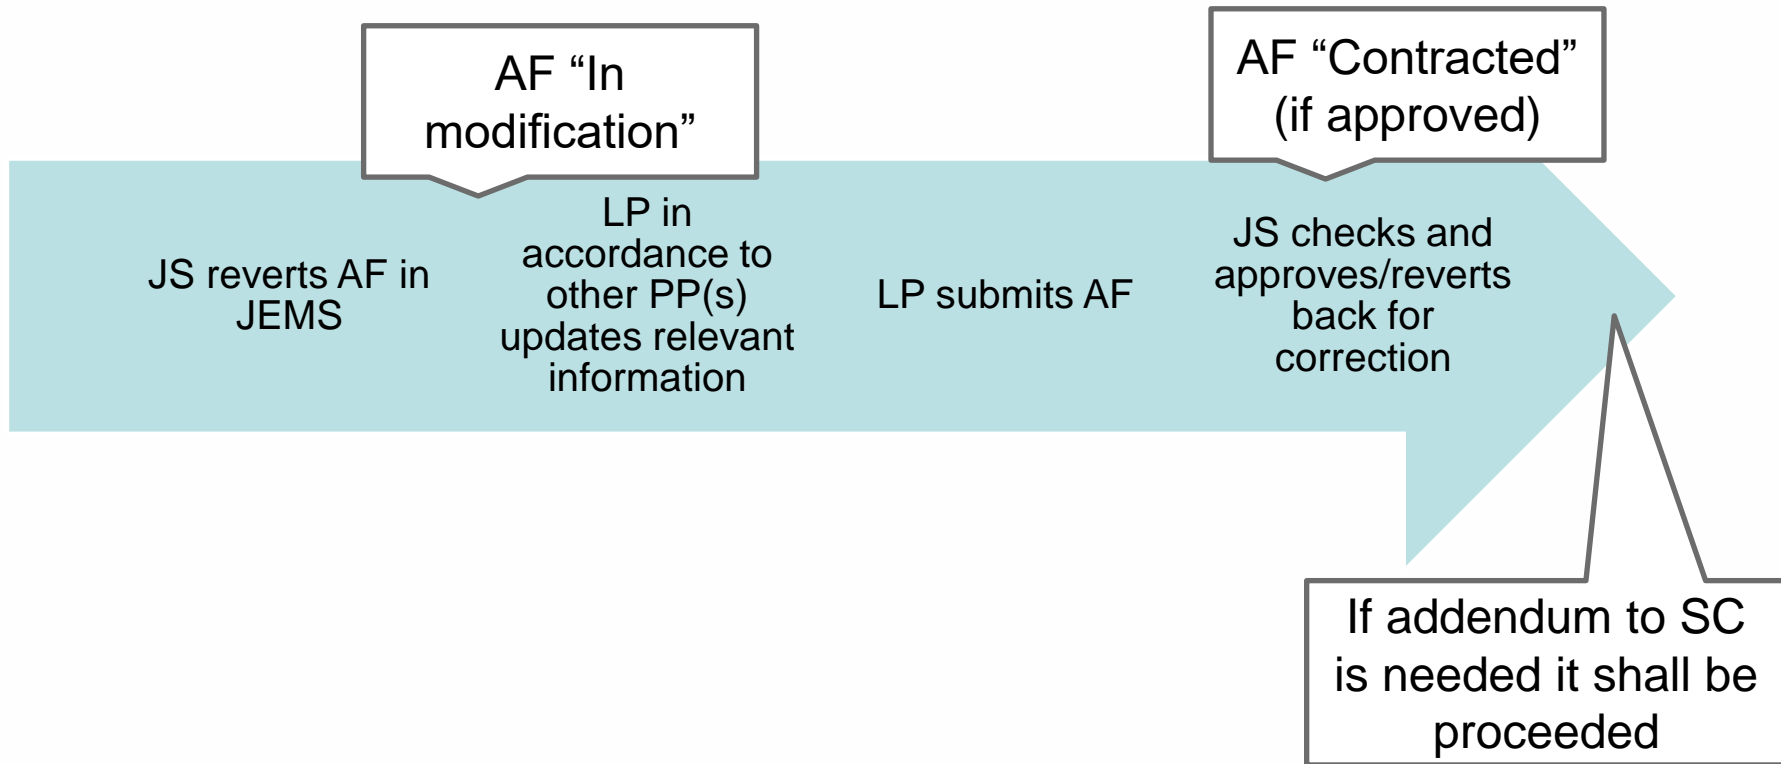 AF “In
modification”
AF “Contracted”
(if approved)
JS reverts AF in
JEMS
LP in
accordance to
other PP(s)
updates relevant
information
LP submits AF
JS checks and
approves/reverts
back for
correction
If addendum to SC
is needed it shall be
proceeded